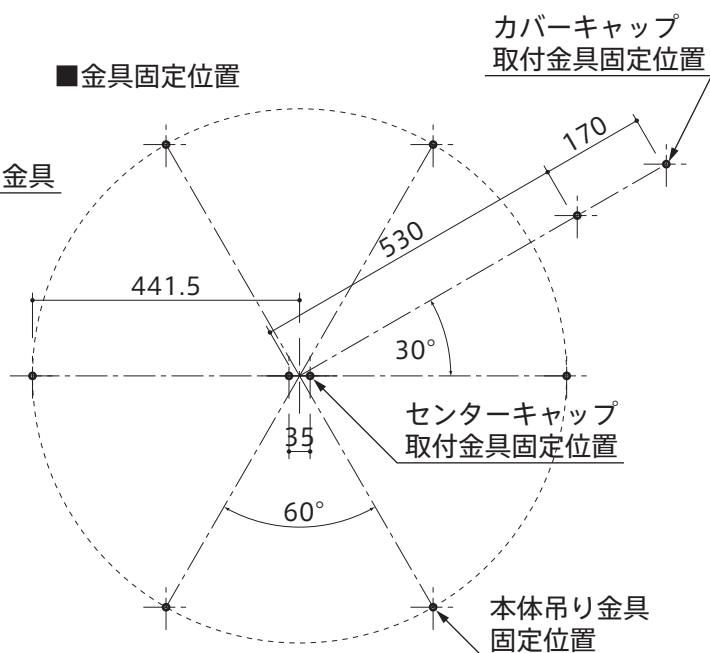 カバーキャップ
取付金具固定位置
■金具固定位置
170
金具
530
441.5
30°
センターキャップ
取付金具固定位置
35
60°
本体吊り金具
固定位置